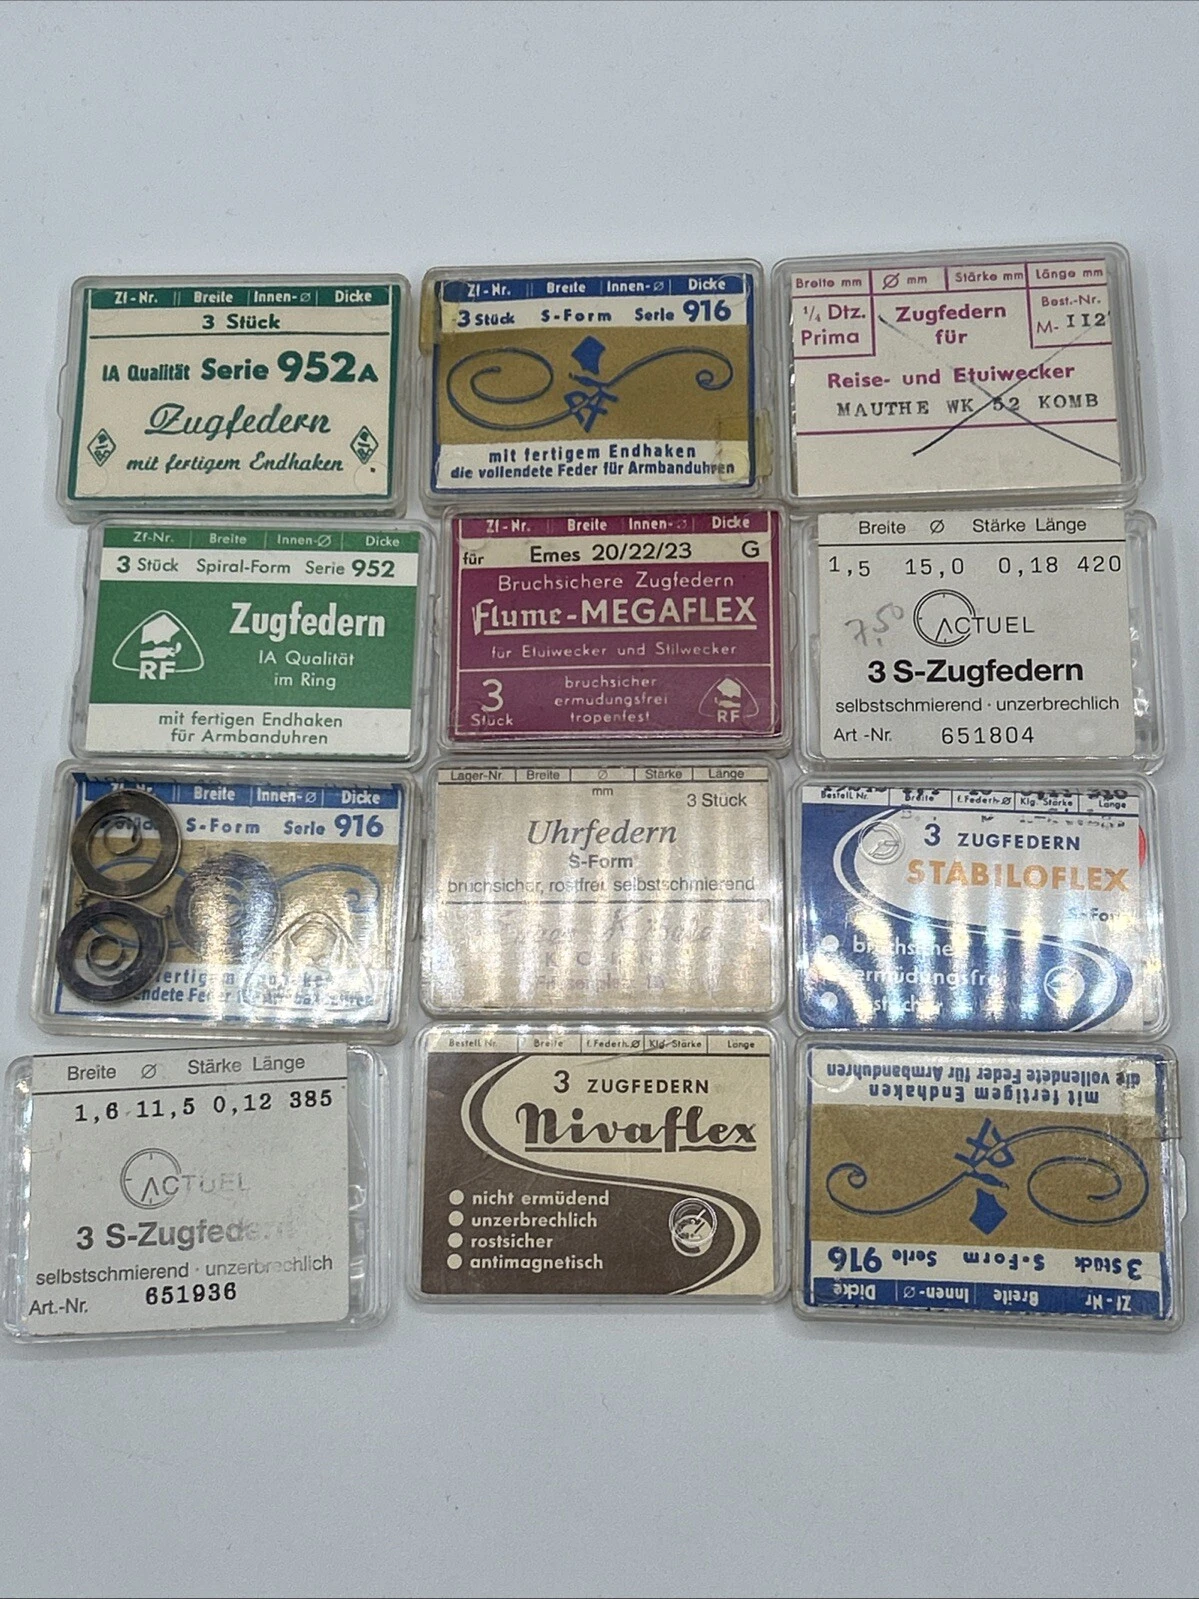 Zf-Nr. Breite Innen-⌀ Dicke
3 Stück
IA Qualität Serie 952A
Zugfedern
mit fertigem Endhaken
Zf-Nr. Breite Innen-⌀ Dicke
3 Stück S-Form Serie 916
mit fertigem Endhaken
die vollendete Feder für Armbanduhren
Breite mm ⌀ mm Stärke mm Länge mm
1/4 Dtz. Prima
Zugfedern
für
Best.-Nr.
M- II2
Reise- und Etuiwecker
MAUTHE WK 52 KOMB
Zf-Nr. Breite Innen-⌀ Dicke
3 Stück Spiral-Form Serie 952
Zugfedern
IA Qualität
im Ring
RF
mit fertigen Endhaken
für Armbanduhren
Zf-Nr. Breite Innen-⌀ Dicke
für Emes 20/22/23 G
Bruchsichere Zugfedern
Flume-MEGAFLEX
für Etuiwecker und Stilwecker
3 Stück
bruchsicher
ermüdungsfrei
tropenfest
RF
Breite ⌀ Stärke Länge
1,5 15,0 0,18 420
7,50
ACTUEL
3 S-Zugfedern
selbstschmierend · unzerbrechlich
Art.-Nr. 651804
Breite Innen-⌀ Dicke
S-Form Serie 916
Lager-Nr. Breite ⌀ Stärke Länge
mm
3 Stück
Uhrfedern
S-Form
bruchsicher, rostfrei, selbstschmierend
Bestell. Nr. Breite f. Federh. ⌀ Klg. Stärke Länge
3 ZUGFEDERN
STABILOFLEX
ermüdungsfrei
Breite ⌀ Stärke Länge
1,6 11,5 0,12 385
ACTUEL
3 S-Zugfede
selbstschmierend · unzerbrechlich
Art.-Nr. 651936
Bestell. Nr. Breite f. Federh. ⌀ Klg. Stärke Länge
3 ZUGFEDERN
Nivaflex
nicht ermüdend
unzerbrechlich
rostsicher
antimagnetisch
Zf-Nr. Breite Innen-⌀ Dicke
3 Stück S-Form Serie 916
mit fertigem Endhaken
die vollendete Feder für Armbanduhren